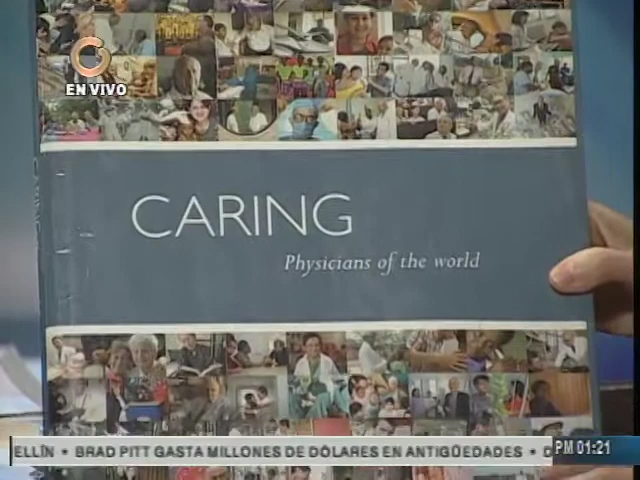 EN VIVO
CARING
Physicians of the world
ELLÍN • BRAD PITT GASTA MILLONES DE DÓLARES EN ANTIGÜEDADES •
PM 01:21